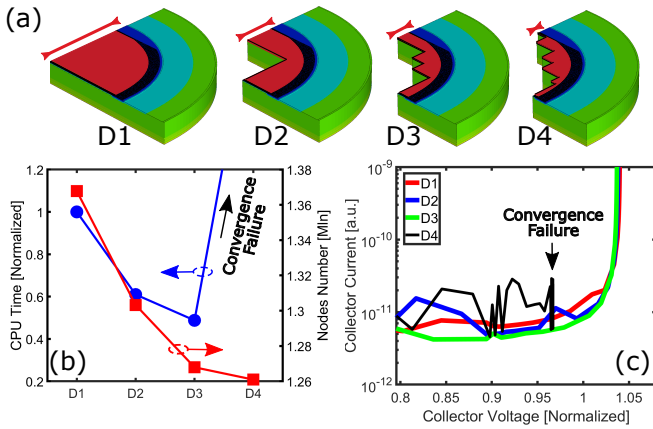 (a)
D1
D2
D3
D4
CPU Time [Normalized]
1.2
1
0.8
0.6
0.4
0.2
D1
D2
D3
D4
1.38
1.36
1.34
1.32
1.3
1.28
1.26
Nodes Number [Mln]
Convergence
Failure
(b)
Collector Current [a.u.]
10-9
10-10
10-11
10-12
D1
D2
D3
D4
Convergence
Failure
(c)
0.8
0.85
0.9
0.95
1
1.05
Collector Voltage [Normalized]